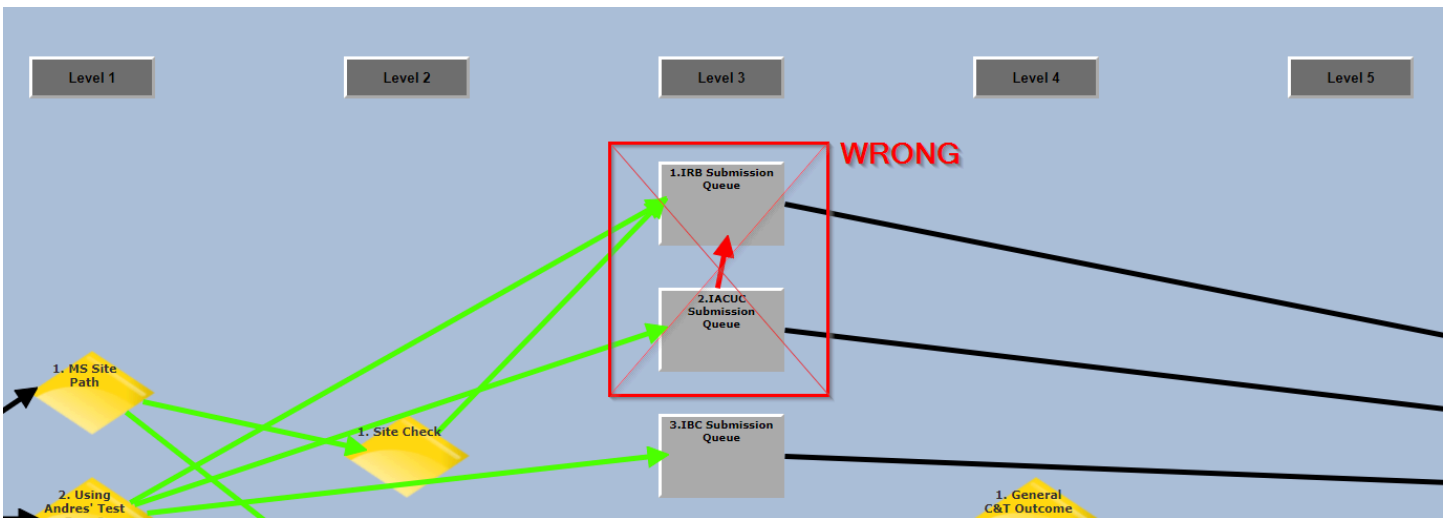 Level 1
Level 2
Level 3
Level 4
Level 5
WRONG
1.IRB Submission
Queue
2.IACUC
Submission
Queue
1. MS Site
Path
1. Site Check
3.IBC Submission
Queue
2. Using
Andres' Test
1. General
C&T Outcome